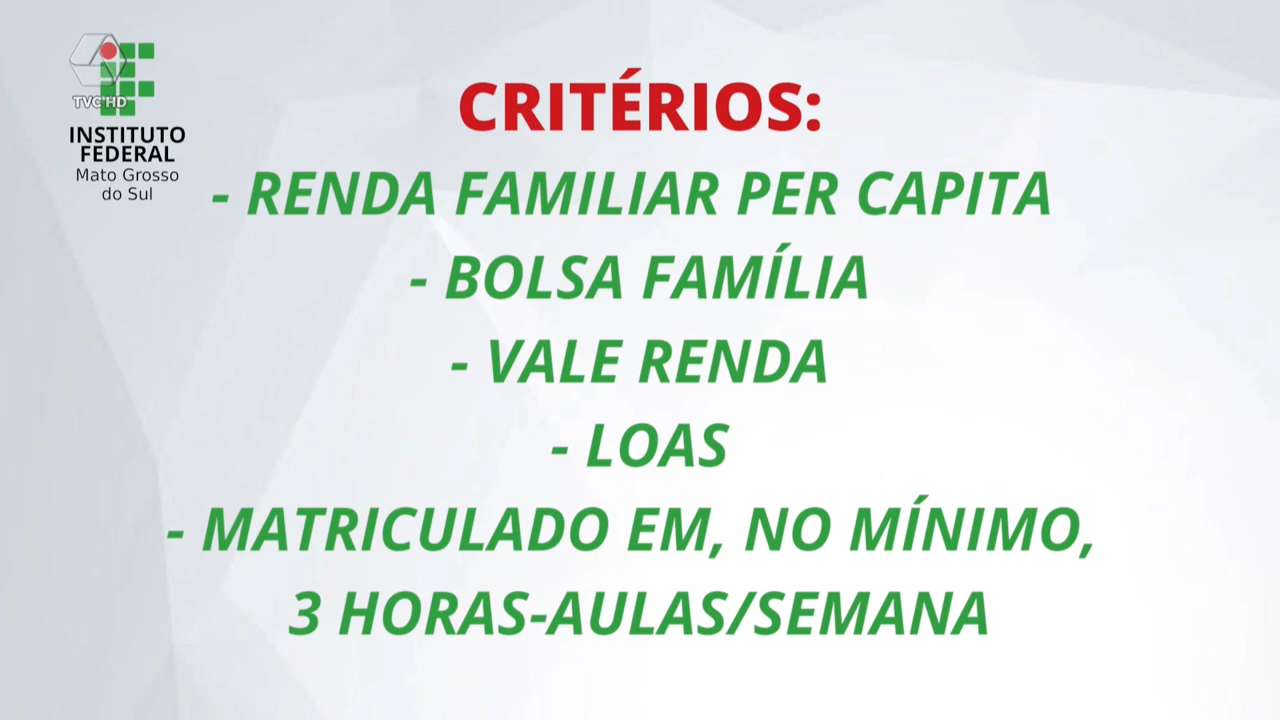 TVC HD
INSTITUTO
FEDERAL
Mato Grosso
do Sul
CRITÉRIOS:
- RENDA FAMILIAR PER CAPITA
- BOLSA FAMÍLIA
- VALE RENDA
- LOAS
- MATRICULADO EM, NO MÍNIMO,
3 HORAS-AULAS/SEMANA